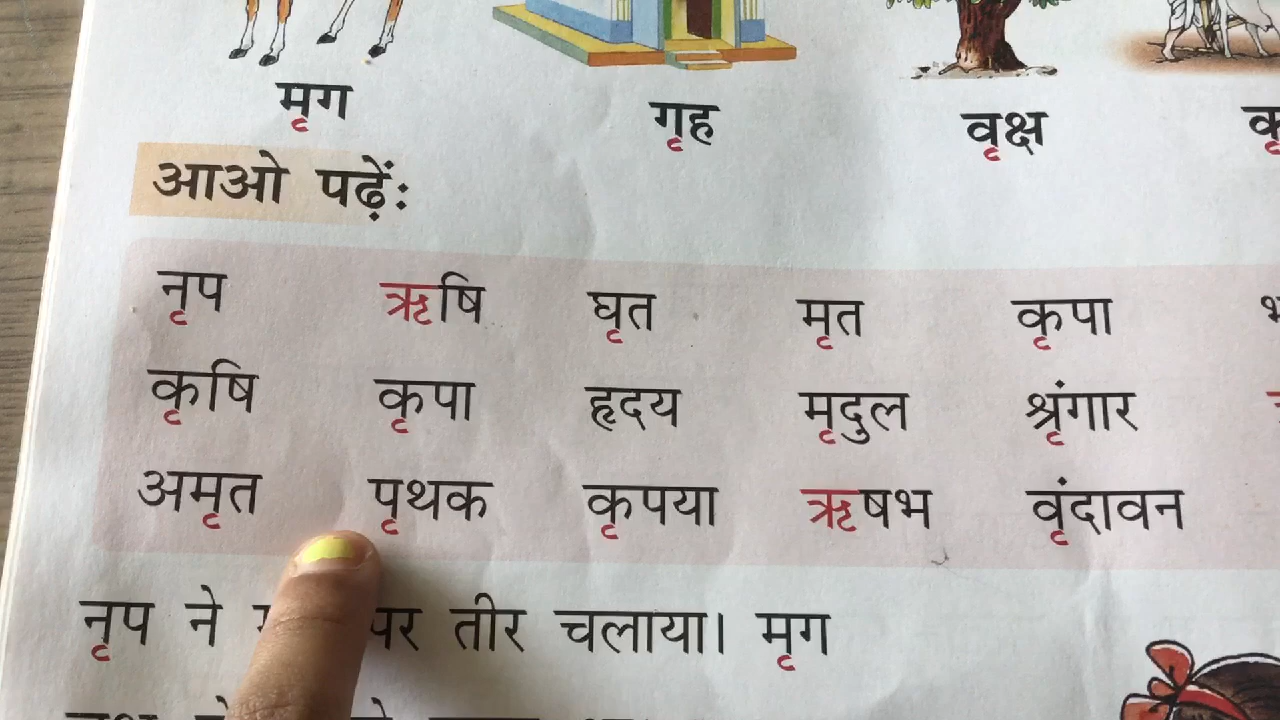 मृग गृह वृक्ष
आओ पढ़ें:
नृप ऋषि घृत मृत कृपा
कृषि कृपा हृदय मृदुल श्रृंगार
अमृत पृथक कृपया ऋषभ वृंदावन
नृप ने पर तीर चलाया। मृग